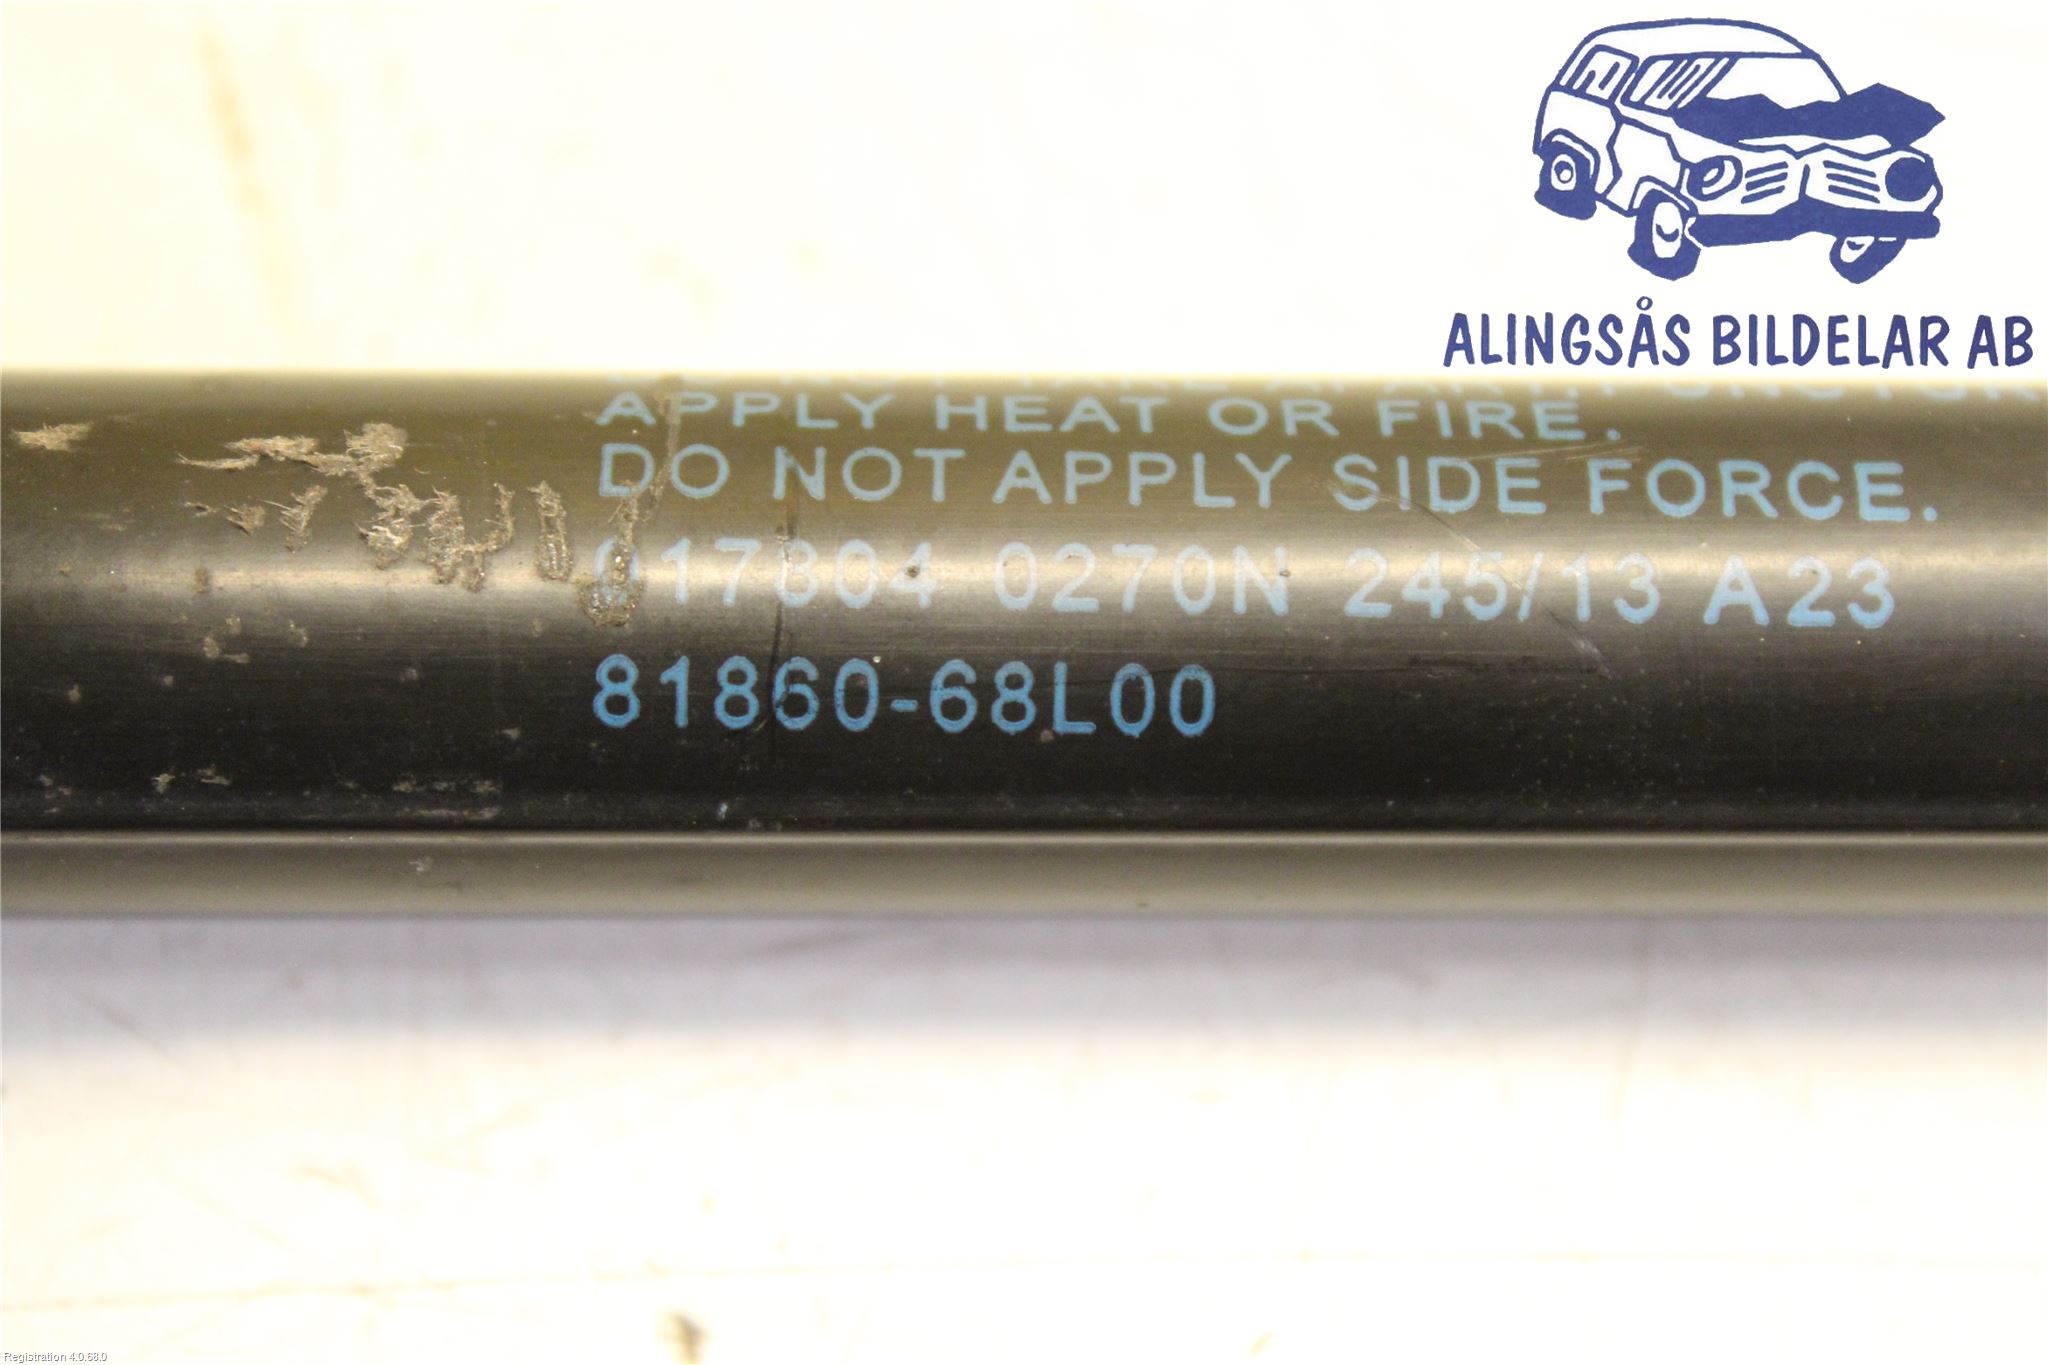 ALINGSÅS BILDELAR AB
APPLY HEAT OR FIRE.
DO NOT APPLY SIDE FORCE.
017804 0270N 245/13 A23
81860-68L00
Registration 4.0.68.0